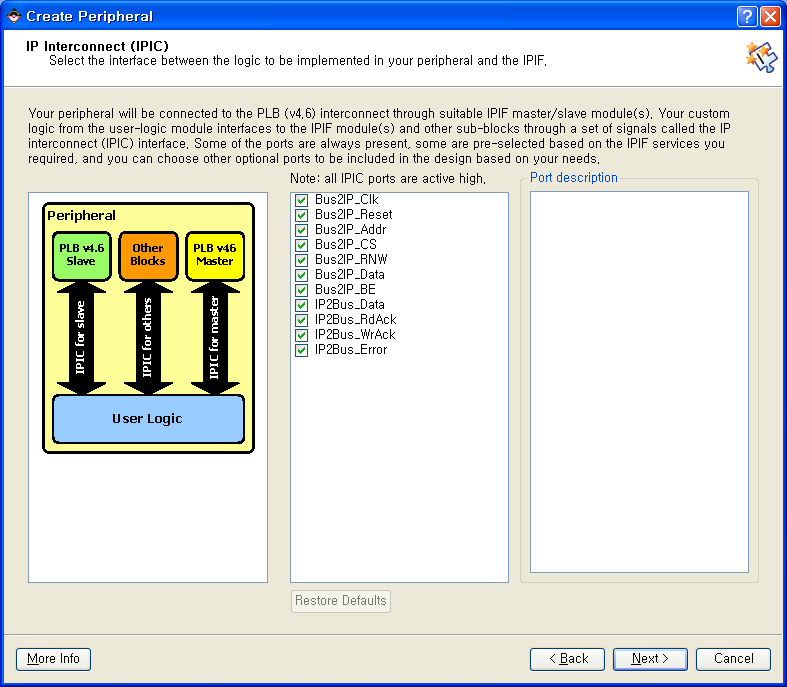 Create Peripheral
IP Interconnect (IPIC)
Select the interface between the logic to be implemented in your peripheral and the IPIF.
Your peripheral will be connected to the PLB (v4.6) interconnect through suitable IPIF master/slave module(s). Your custom
logic from the user-logic module interfaces to the IPIF module(s) and other sub-blocks through a set of signals called the IP
interconnect (IPIC) interface. Some of the ports are always present, some are pre-selected based on the IPIF services you
required, and you can choose other optional ports to be included in the design based on your needs.
Note: all IPIC ports are active high.
Peripheral
PLB v4.6
Slave
Other
Blocks
PLB v46
Master
IPIC for slave
IPIC for others
IPIC for master
User Logic
Bus2IP_Clk
Bus2IP_Reset
Bus2IP_Addr
Bus2IP_CS
Bus2IP_RNW
Bus2IP_Data
Bus2IP_BE
IP2Bus_Data
IP2Bus_RdAck
IP2Bus_WrAck
IP2Bus_Error
Port description
Restore Defaults
More Info
< Back
Next >
Cancel